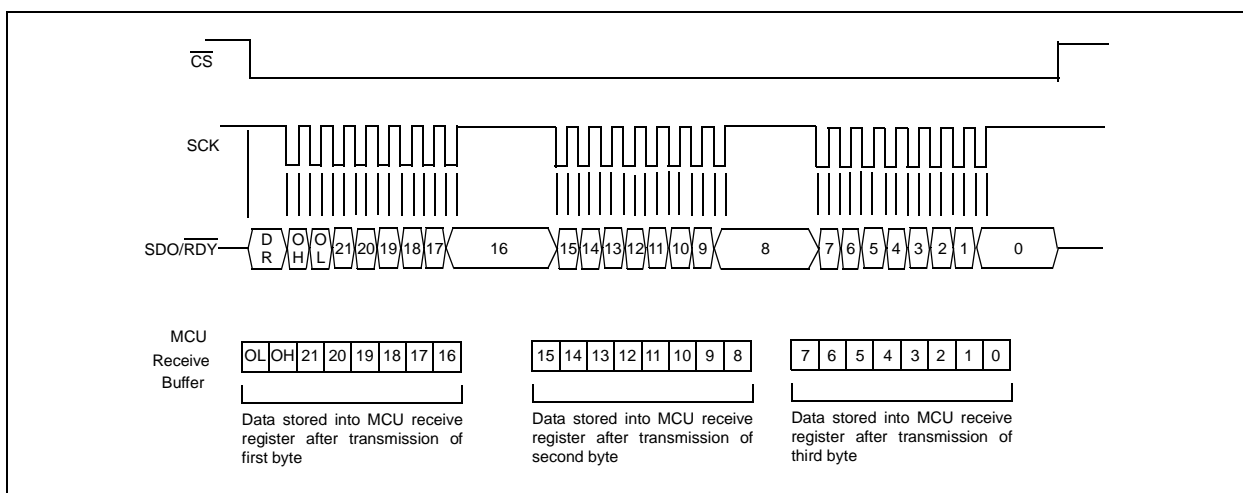 CS
SCK
SDO/RDY
D R
O H
O L
21 20 19 18 17 16 15 14 13 12 11 10 9 8 7 6 5 4 3 2 1 0
MCU
Receive
Buffer
OL OH 21 20 19 18 17 16
15 14 13 12 11 10 9 8
7 6 5 4 3 2 1 0
Data stored into MCU receive
register after transmission of
first byte
Data stored into MCU receive
register after transmission of
second byte
Data stored into MCU receive
register after transmission of
third byte